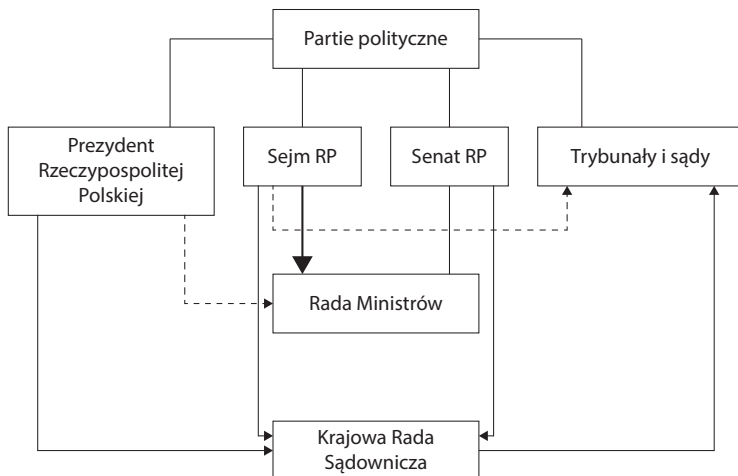 Partie polityczne
Prezydent
Rzeczypospolitej
Polskiej
Sejm RP
Senat RP
Trybunały i sądy
Rada Ministrów
Krajowa Rada
Sądownicza